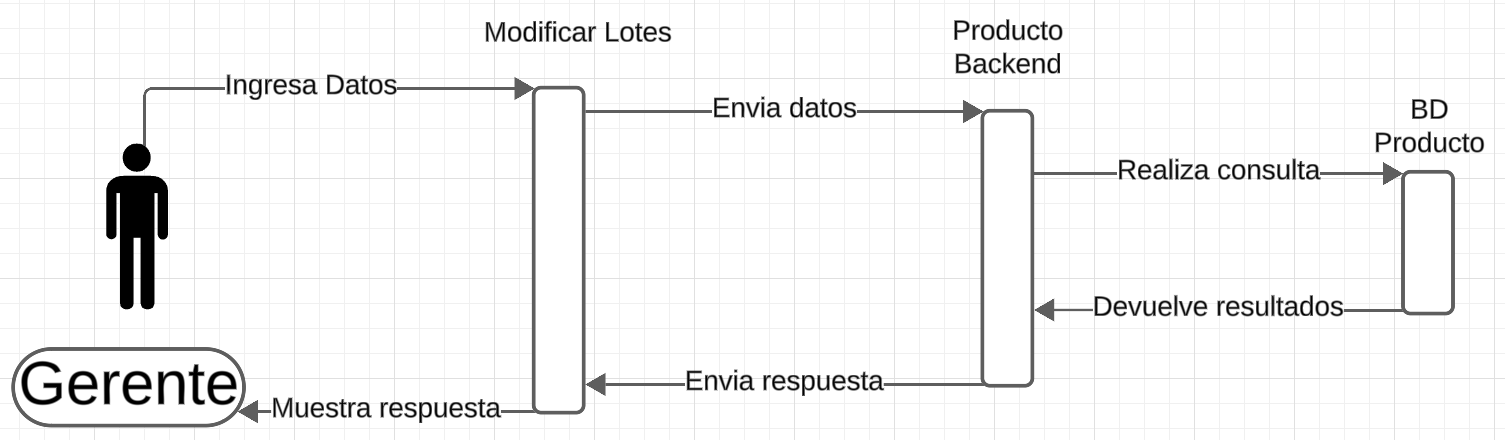 Modificar Lotes
Producto
Backend
Ingresa Datos
Envia datos
BD
Producto
Realiza consulta
Devuelve resultados
Envia respuesta
Gerente
Muestra respuesta